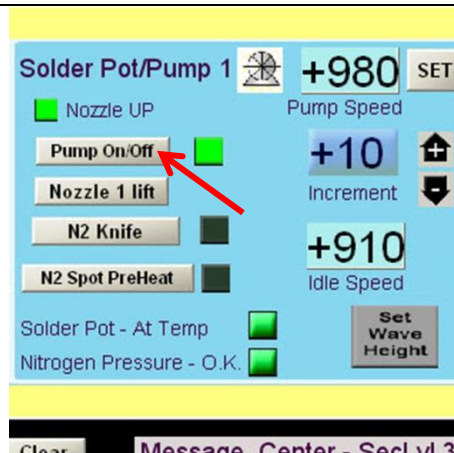 Solder Pot/Pump 1 +980 SET
Nozzle UP Pump Speed
Pump On/Off +10
Nozzle 1 lift Increment
N2 Knife +910
N2 Spot PreHeat Idle Speed
Solder Pot - At Temp Set
Wave
Height
Nitrogen Pressure - O.K.
Clear Message Center - SecLvl 3